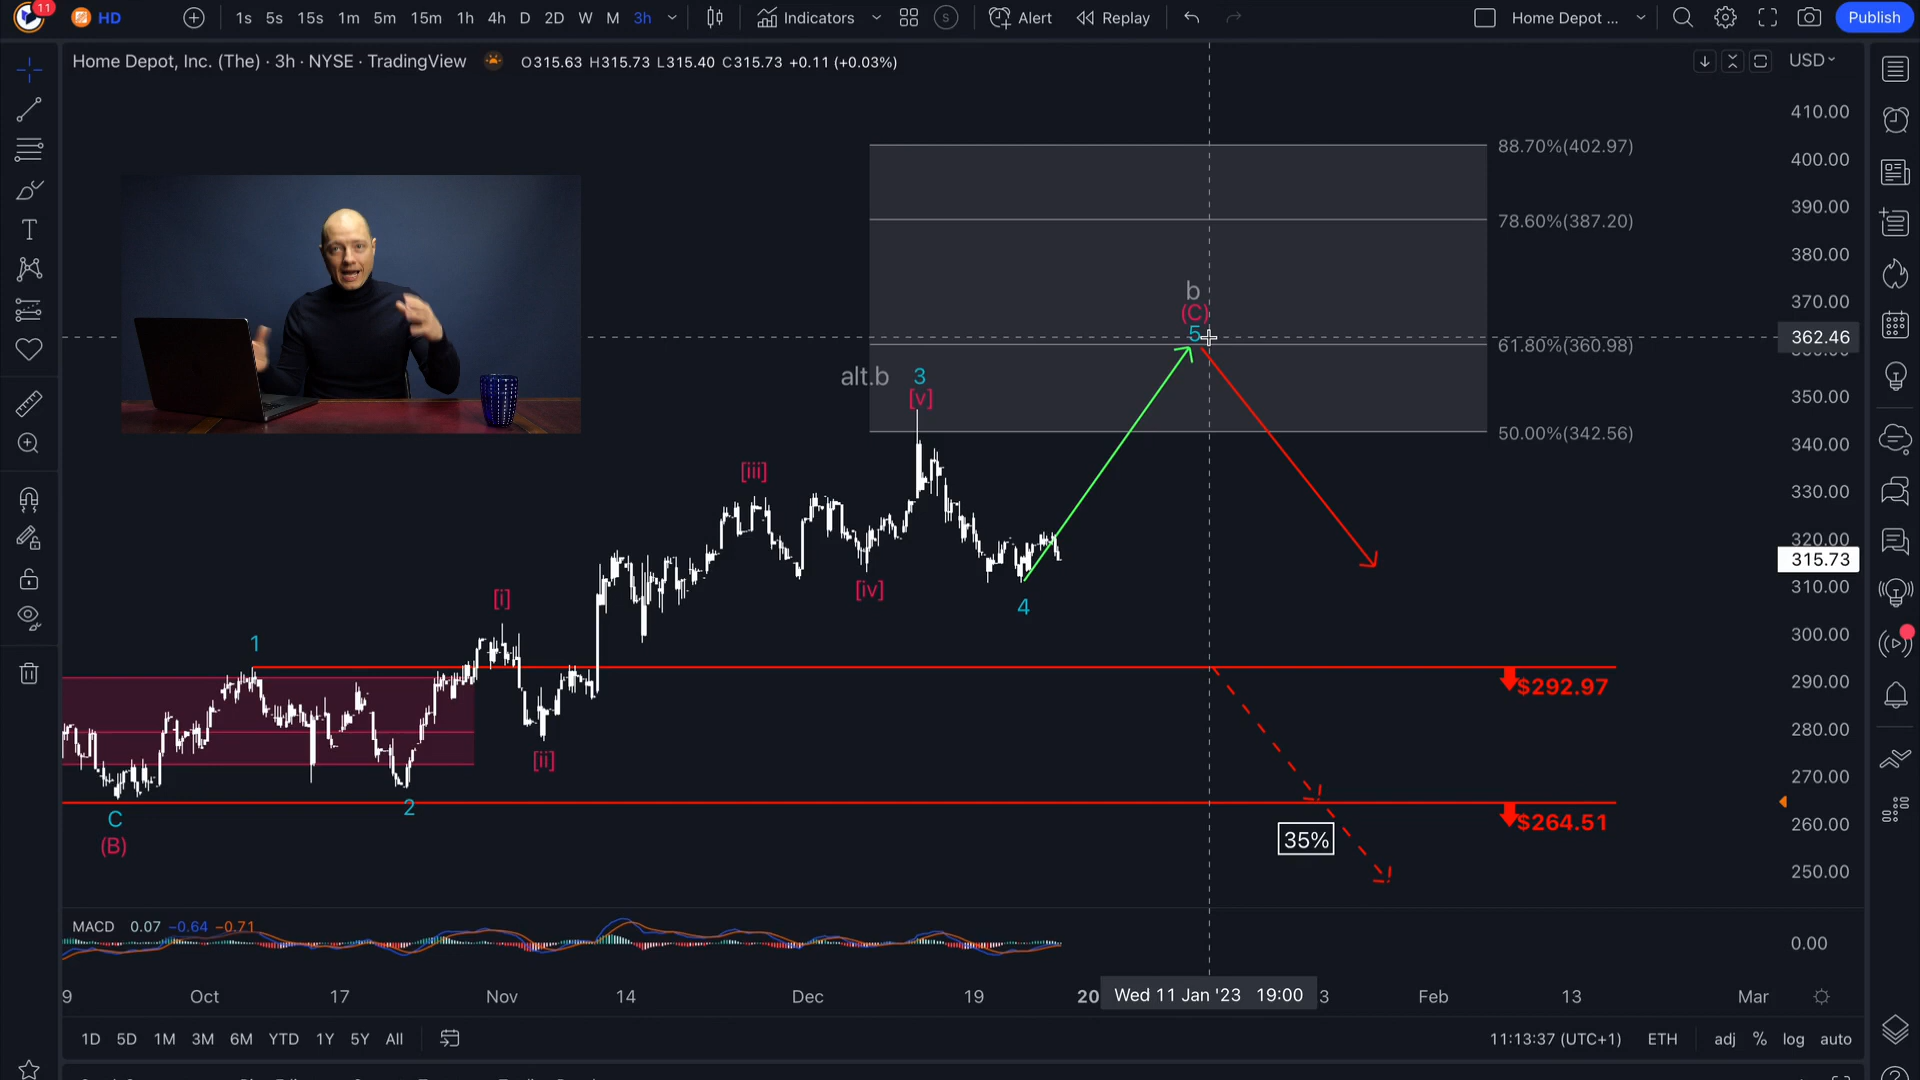 11 HD 1s 5s 15s 1m 5m 15m 1h 4h D 2D W M 3h Indicators S Alert Replay Home Depot ... Publish
Home Depot, Inc. (The) · 3h · NYSE · TradingView O315.63 H315.73 L315.40 C315.73 +0.11 (+0.03%) USD
410.00
88.70%(402.97)
400.00
390.00
78.60%(387.20)
380.00
b
370.00
(C)
5
362.46
61.80%(360.98)
alt.b 3
[v]
350.00
50.00%(342.56)
340.00
[iii]
330.00
320.00
315.73
[iv]
310.00
[i]
4
300.00
1
$292.97
290.00
280.00
[ii]
270.00
2
C
$264.51
260.00
(B)
35%
250.00
MACD 0.07 −0.64 −0.71
0.00
9 Oct 17 Nov 14 Dec 19 20 Wed 11 Jan '23 19:00 3 Feb 13 Mar
1D 5D 1M 3M 6M YTD 1Y 5Y All 11:13:37 (UTC+1) ETH adj % log auto